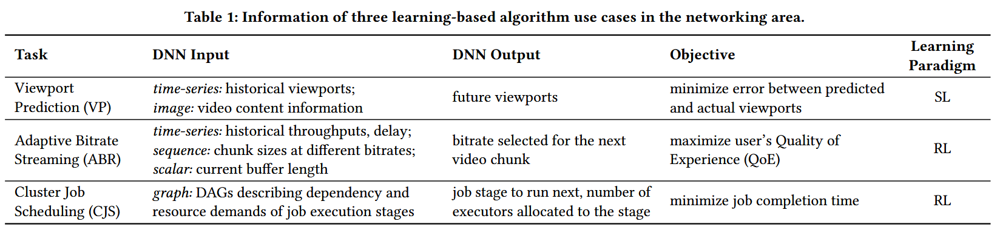 Table 1: Information of three learning-based algorithm use cases in the networking area.
Task DNN Input DNN Output Objective Learning Paradigm
Viewport Prediction (VP)
time-series: historical viewports;
image: video content information
future viewports
minimize error between predicted
and actual viewports
SL
Adaptive Bitrate
Streaming (ABR)
time-series: historical throughputs, delay;
sequence: chunk sizes at different bitrates;
scalar: current buffer length
bitrate selected for the next
video chunk
maximize user's Quality of
Experience (QoE)
RL
Cluster Job
Scheduling (CJS)
graph: DAGs describing dependency and
resource demands of job execution stages
job stage to run next, number of
executors allocated to the stage
minimize job completion time
RL